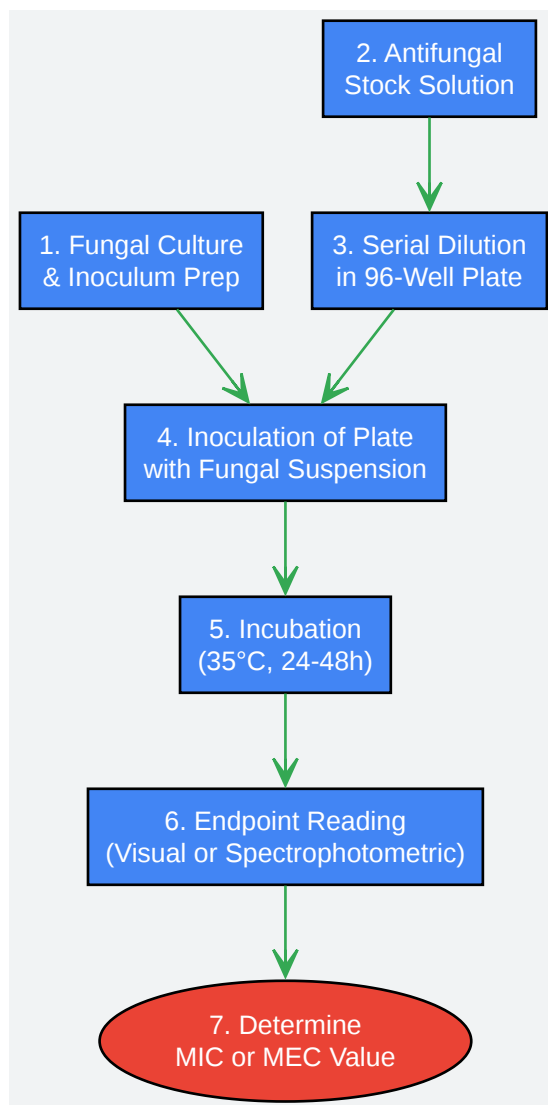 2. Antifungal
Stock Solution
1. Fungal Culture
& Inoculum Prep
3. Serial Dilution
in 96-Well Plate
4. Inoculation of Plate
with Fungal Suspension
5. Incubation
(35°C, 24-48h)
6. Endpoint Reading
(Visual or Spectrophotometric)
7. Determine
MIC or MEC Value